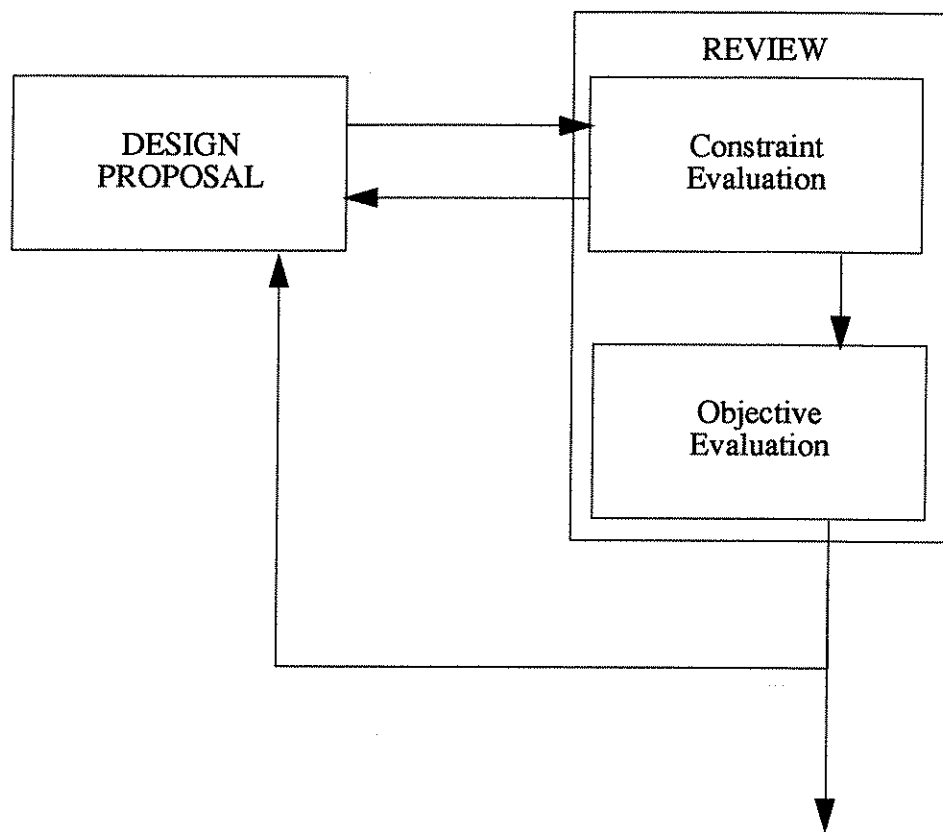 REVIEW
DESIGN
PROPOSAL
Constraint
Evaluation
Objective
Evaluation